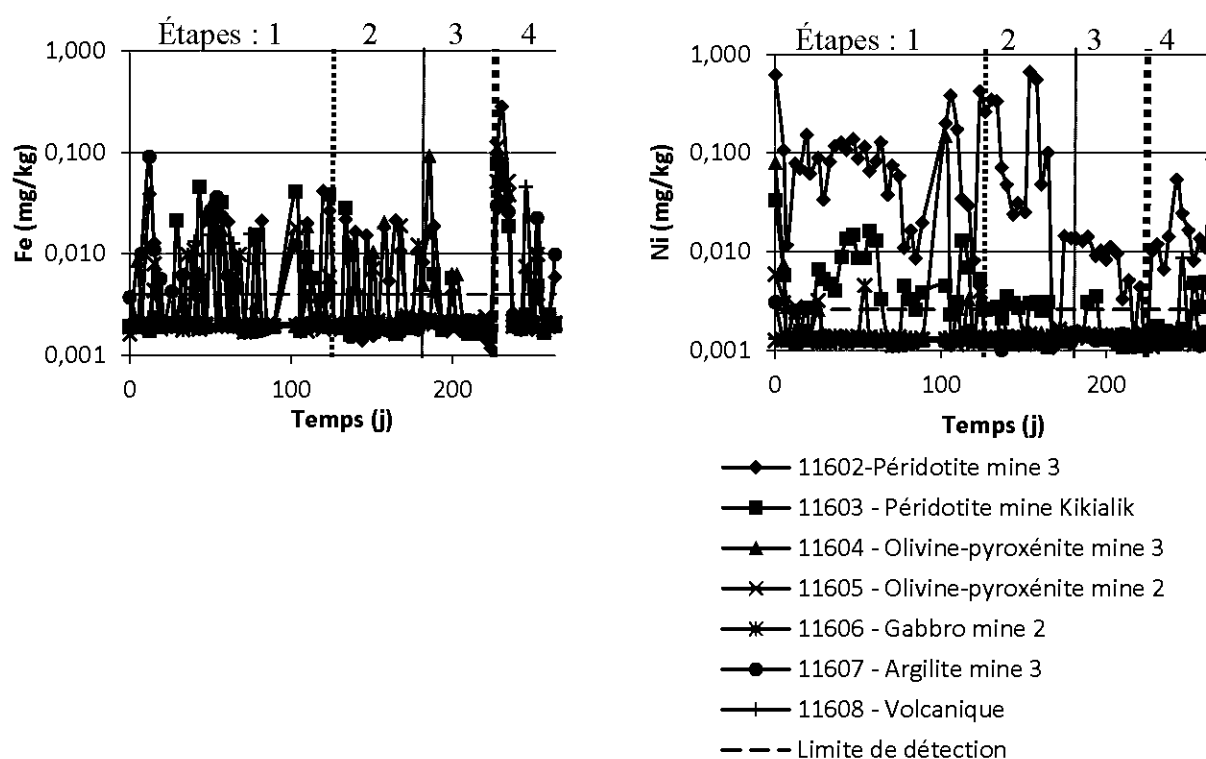 Étapes : 1 2 3 4
1,000
0,100
0,010
0,001
Fe (mg/kg)
0 100 200
Temps (j)
Étapes : 1 2 3 4
1,000
0,100
0,010
0,001
Ni (mg/kg)
0 100 200
Temps (j)
11602-Péridotite mine 3
11603 - Péridotite mine Kikialik
11604 - Olivine-pyroxénite mine 3
11605 - Olivine-pyroxénite mine 2
11606 - Gabbro mine 2
11607 - Argilite mine 3
11608 - Volcanique
Limite de détection